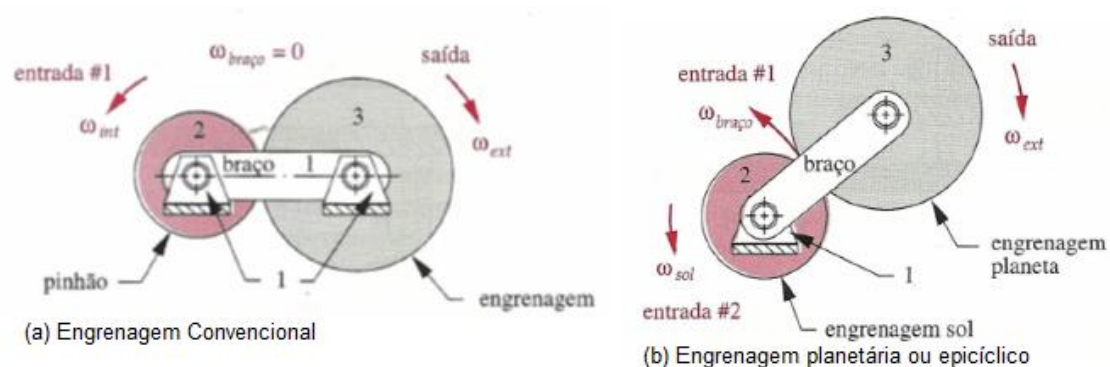 ω_braço = 0
saída
entrada #1
ω_int
2
3
ω_ext
braço
1
pinhão
1
engrenagem
(a) Engrenagem Convencional
3
saída
entrada #1
ω_braço
ω_ext
braço
2
ω_sol
1
engrenagem
planeta
entrada #2
engrenagem sol
(b) Engrenagem planetária ou epicíclico